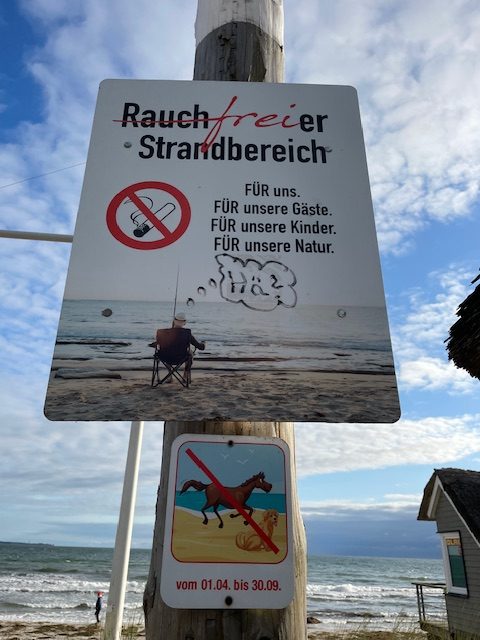 Rauchfreier
Strandbereich
FÜR uns.
FÜR unsere Gäste.
FÜR unsere Kinder.
FÜR unsere Natur.
vom 01.04. bis 30.09.